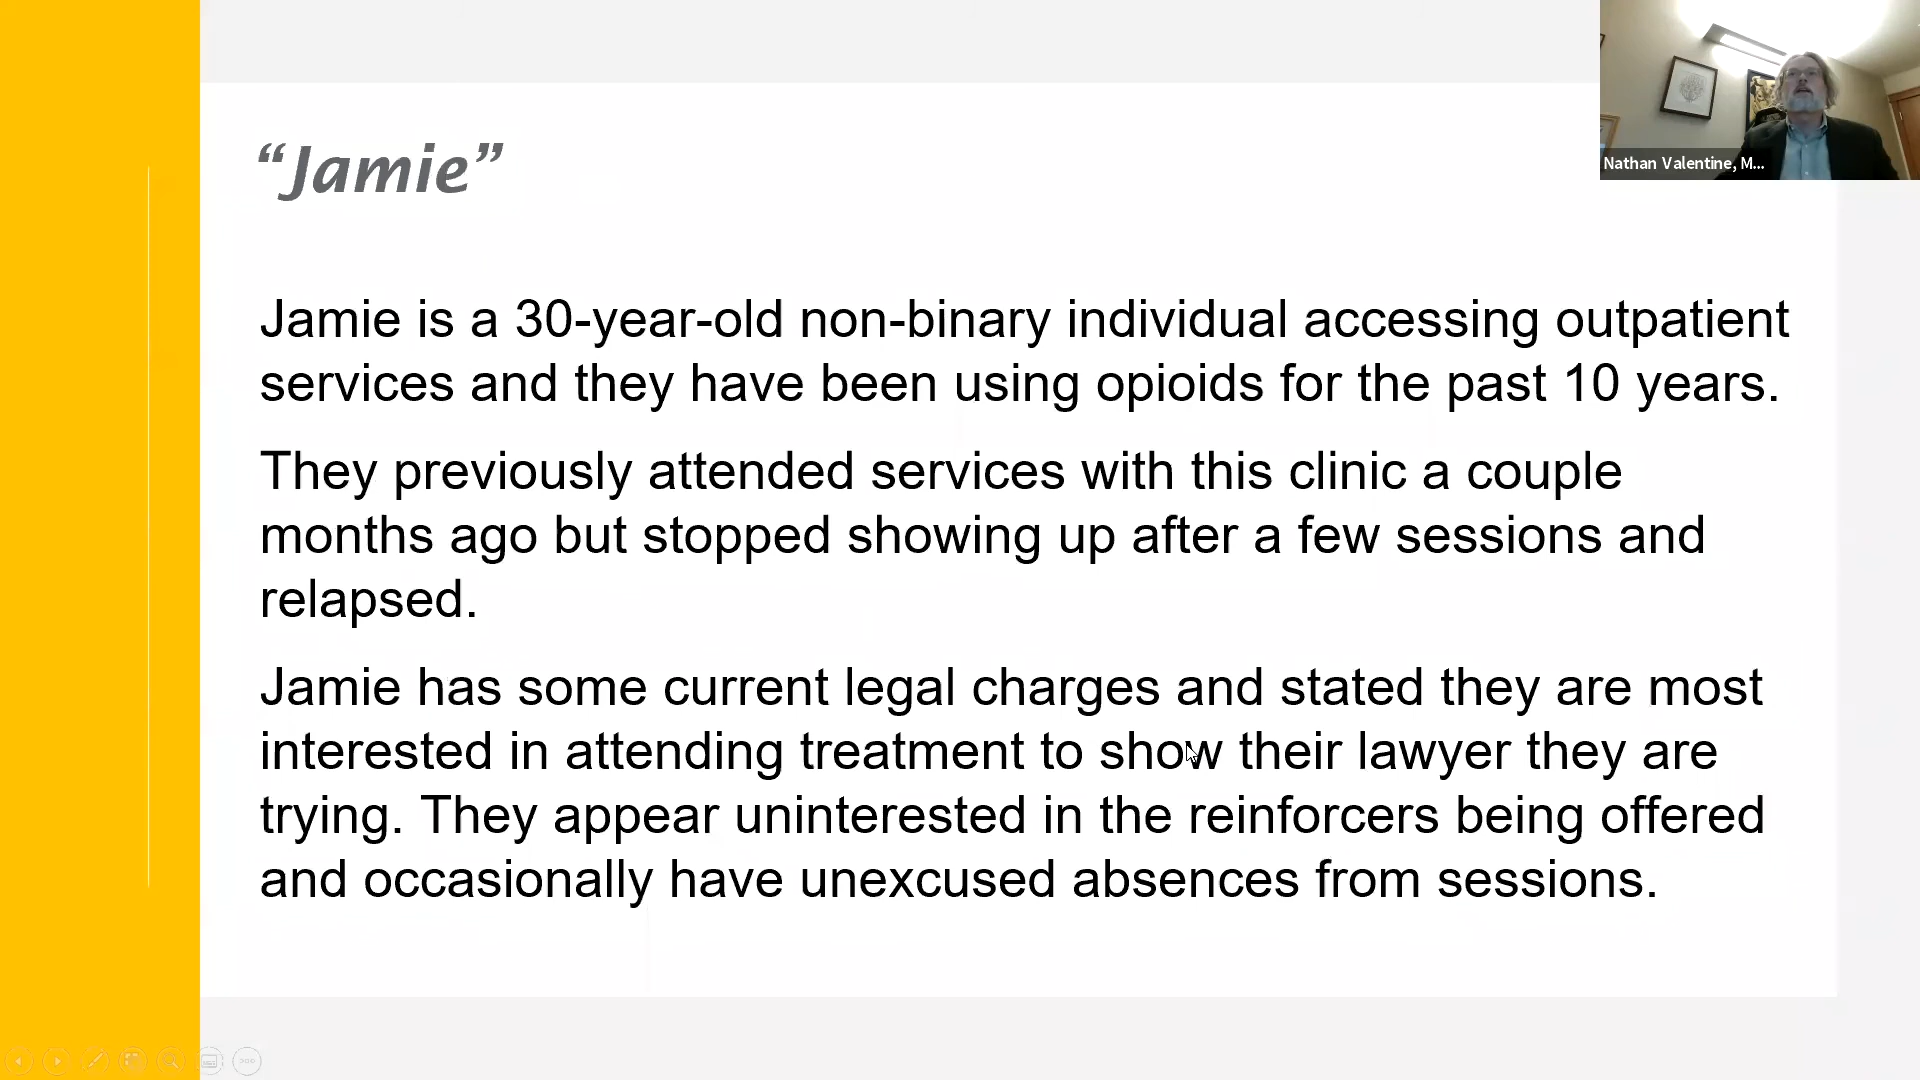 “Jamie”
Nathan Valentine, M...
Jamie is a 30-year-old non-binary individual accessing outpatient
services and they have been using opioids for the past 10 years.
They previously attended services with this clinic a couple
months ago but stopped showing up after a few sessions and
relapsed.
Jamie has some current legal charges and stated they are most
interested in attending treatment to show their lawyer they are
trying. They appear uninterested in the reinforcers being offered
and occasionally have unexcused absences from sessions.